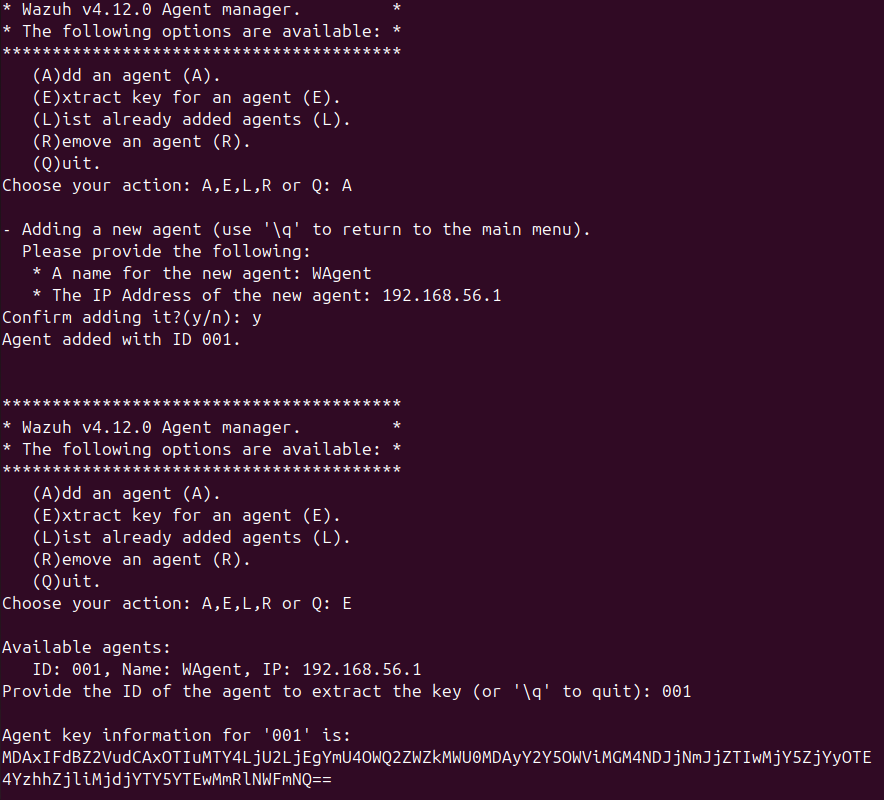 * Wazuh v4.12.0 Agent manager.         *
* The following options are available: *
****************************************
   (A)dd an agent (A).
   (E)xtract key for an agent (E).
   (L)ist already added agents (L).
   (R)emove an agent (R).
   (Q)uit.
Choose your action: A,E,L,R or Q: A

- Adding a new agent (use '\q' to return to the main menu).
  Please provide the following:
   * A name for the new agent: WAgent
   * The IP Address of the new agent: 192.168.56.1
Confirm adding it?(y/n): y
Agent added with ID 001.


****************************************
* Wazuh v4.12.0 Agent manager.         *
* The following options are available: *
****************************************
   (A)dd an agent (A).
   (E)xtract key for an agent (E).
   (L)ist already added agents (L).
   (R)emove an agent (R).
   (Q)uit.
Choose your action: A,E,L,R or Q: E

Available agents:
   ID: 001, Name: WAgent, IP: 192.168.56.1
Provide the ID of the agent to extract the key (or '\q' to quit): 001

Agent key information for '001' is:
MDAxIFdBZ2VudCAxOTIuMTY4LjU2LjEgYmU4OWQ2ZWZkMWU0MDAyY2Y5OWViMGM4NDJjNmJjZTIwMjY5ZjYyOTE
4YzhhZjliMjdjYTY5YTEwMmRlNWFmNQ==